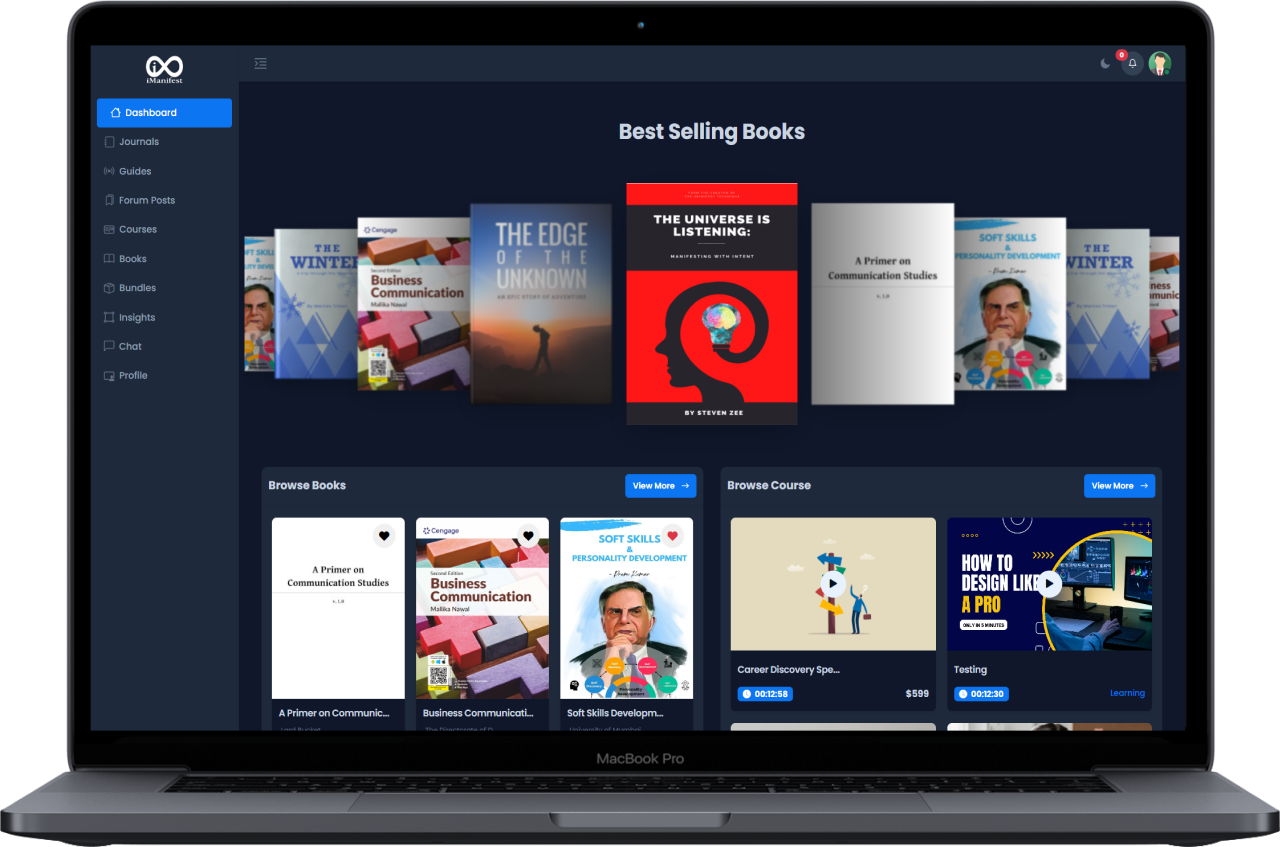 iManifest
0
Dashboard
Journals
Guides
Forum Posts
Courses
Books
Bundles
Insights
Chat
Profile
Best Selling Books
SOFT SKILLS
THE
WINTER
Cengage
Second Edition
Business
Communication
Mallika Nawal
THE EDGE
OF THE
UNKNOWN
AN EPIC STORY OF ADVENTURE
THE UNIVERSE IS
LISTENING:
MANIFESTING WITH INTENT
BY STEVEN ZEE
A Primer on
Communication Studies
v. 1.0
SOFT SKILLS
&
PERSONALITY DEVELOPMENT
- Prem Kumar
THE
WINTER
Browse Books
View More
A Primer on
Communication Studies
v. 1.0
A Primer on Communic...
Cengage
Second Edition
Business
Communication
Mallika Nawal
Business Communicati...
SOFT SKILLS
&
PERSONALITY DEVELOPMENT
- Prem Kumar
Personality
Development
Soft Skills Developm...
Browse Course
View More
Career Discovery Spe...
00:12:58
$599
HOW TO
DESIGN LIKE
A PRO
ONLY IN 5 MINUTES
Testing
00:12:30
Learning
MacBook Pro